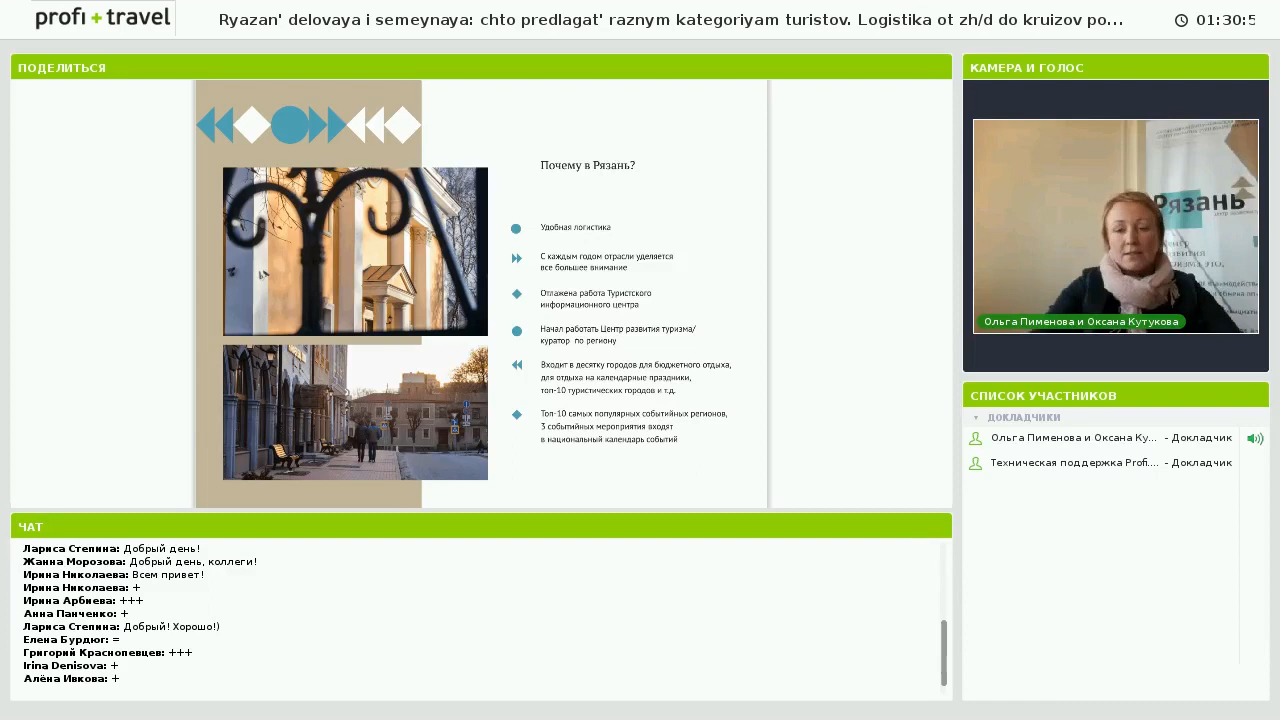 profi + travel
Ryazan' delovaya i semeynaya: chto predlagat' raznym kategoriyam turistov. Logistika ot zh/d do kruizov po...
01:30:5
ПОДЕЛИТЬСЯ
Почему в Рязань?
Удобная логистика
С каждым годом отрасли уделяется
все большее внимание
Отлажена работа Туристского
информационного центра
Начал работать Центр развития туризма/
куратор по региону
Входит в десятку городов для бюджетного отдыха,
для отдыха на календарные праздники,
топ-10 туристических городов и т.д.
Топ-10 самых популярных событийных регионов,
3 событийных мероприятия входят
в национальный календарь событий
КАМЕРА И ГОЛОС
Рязань
Ольга Пименова и Оксана Кутукова
СПИСОК УЧАСТНИКОВ
ДОКЛАДЧИКИ
Ольга Пименова и Оксана Ку... - Докладчик
Техническая поддержка Profi.... - Докладчик
ЧАТ
Лариса Степина: Добрый день!
Жанна Морозова: Добрый день, коллеги!
Ирина Николаева: Всем привет!
Ирина Николаева: +
Ирина Арбиева: +++
Анна Панченко: +
Лариса Степина: Добрый! Хорошо!)
Елена Бурдюг: =
Григорий Краснопевцев: +++
Irina Denisova: +
Алёна Ивкова: +